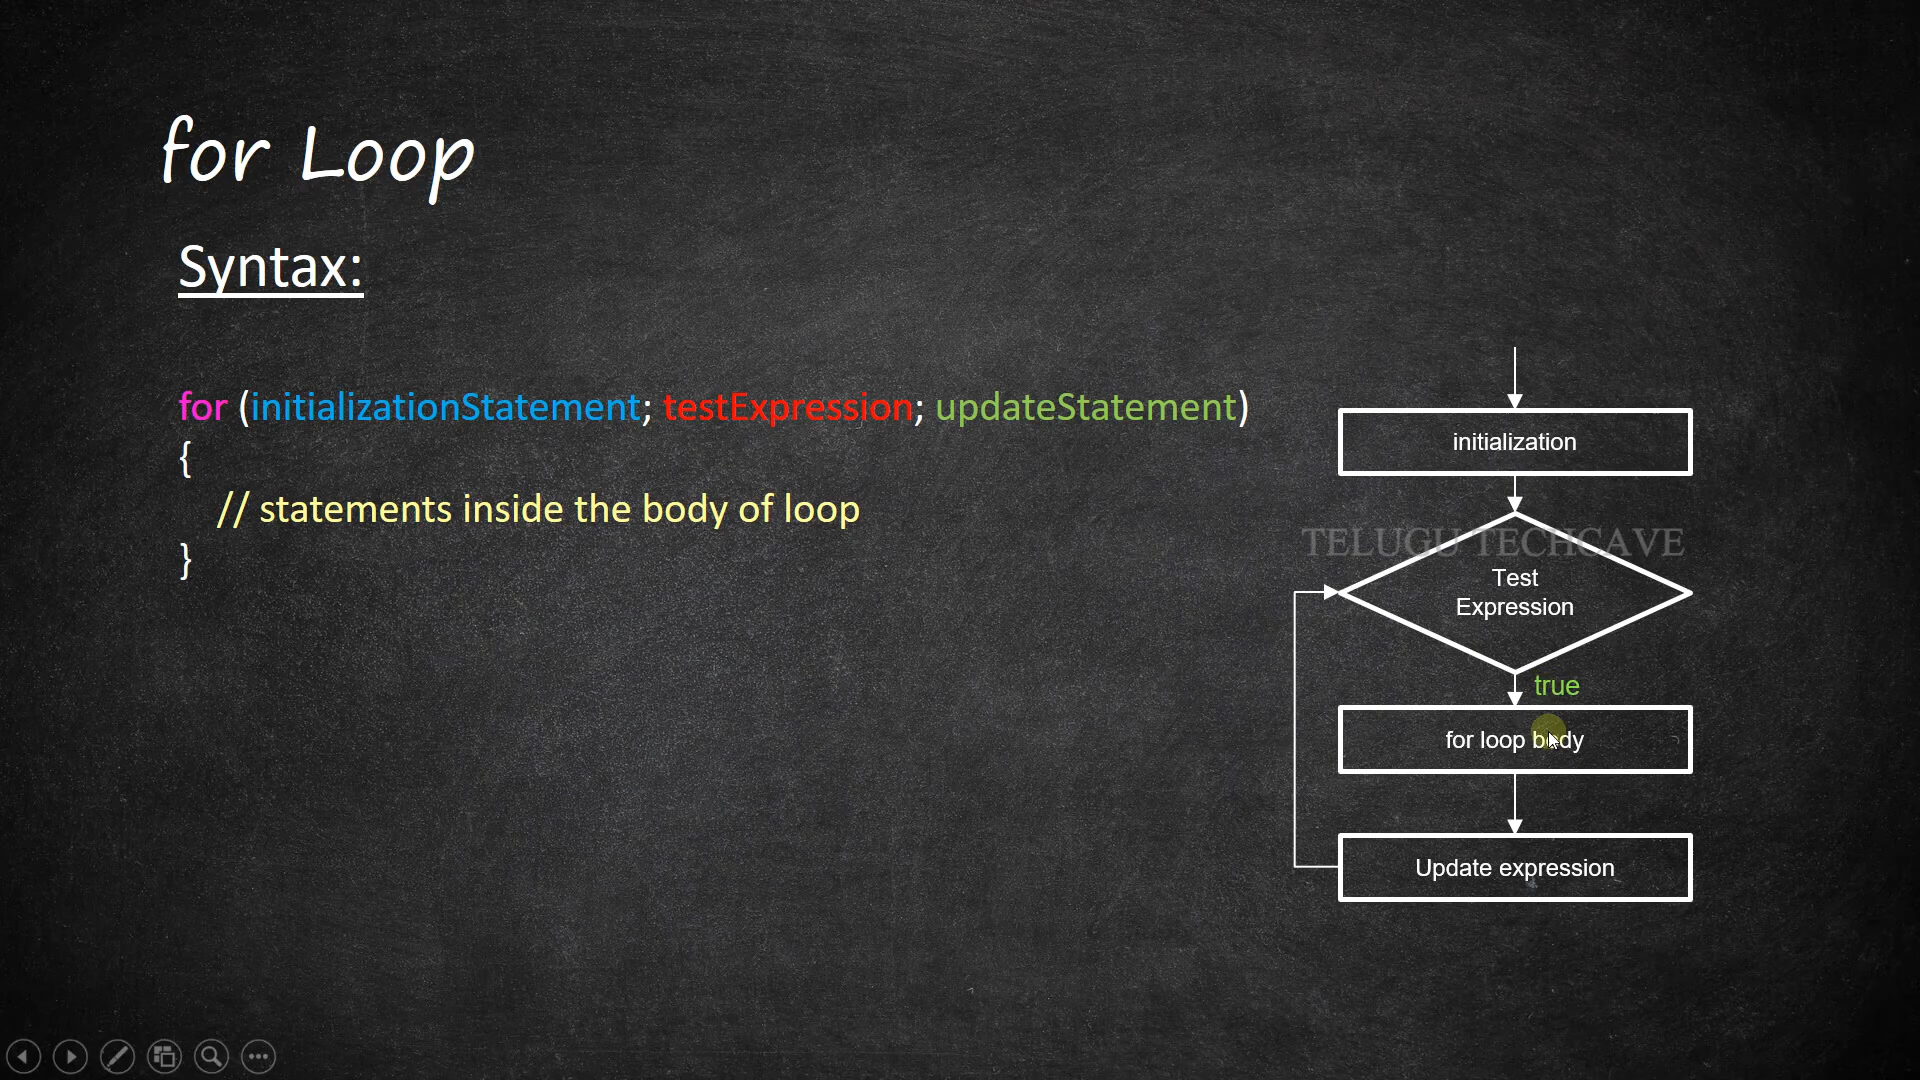 for Loop
Syntax:
for (initializationStatement; testExpression; updateStatement)
{
// statements inside the body of loop
}
initialization
TELUGU TECHCAVE
Test
Expression
true
for loop body
Update expression